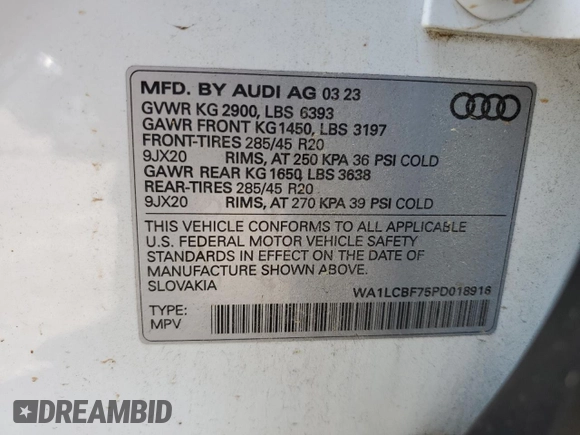 MFD. BY AUDI AG 03 23
GVWR KG 2900, LBS 6393
GAWR FRONT KG 1450, LBS 3197
FRONT-TIRES 285/45 R20
9JX20 RIMS, AT 250 KPA 36 PSI COLD
GAWR REAR KG 1650, LBS 3638
REAR-TIRES 285/45 R20
9JX20 RIMS, AT 270 KPA 39 PSI COLD
THIS VEHICLE CONFORMS TO ALL APPLICABLE
U.S. FEDERAL MOTOR VEHICLE SAFETY
STANDARDS IN EFFECT ON THE DATE OF
MANUFACTURE SHOWN ABOVE.
SLOVAKIA
WA1LCBF75PD018916
TYPE:
MPV
DREAMBID